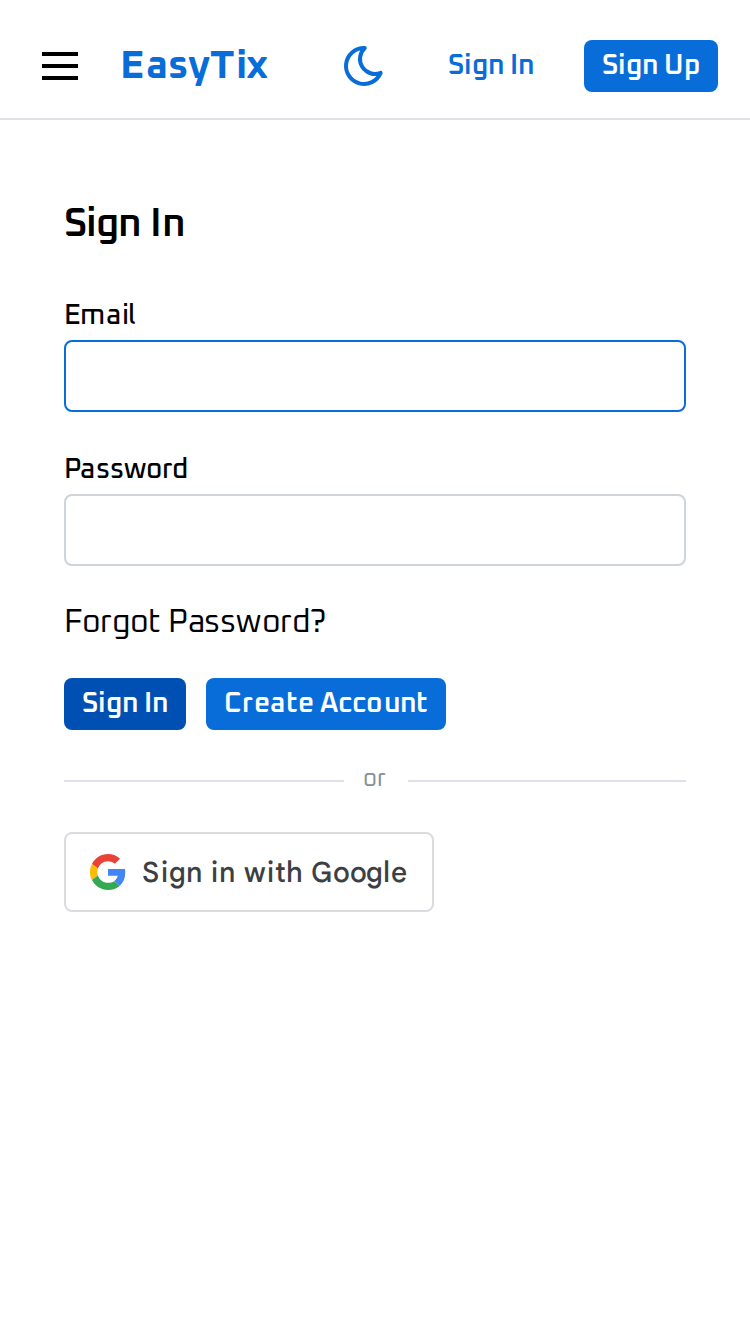 EasyTix Sign In Sign Up
Sign In
Email
Password
Forgot Password?
Sign In Create Account
or
Sign in with Google